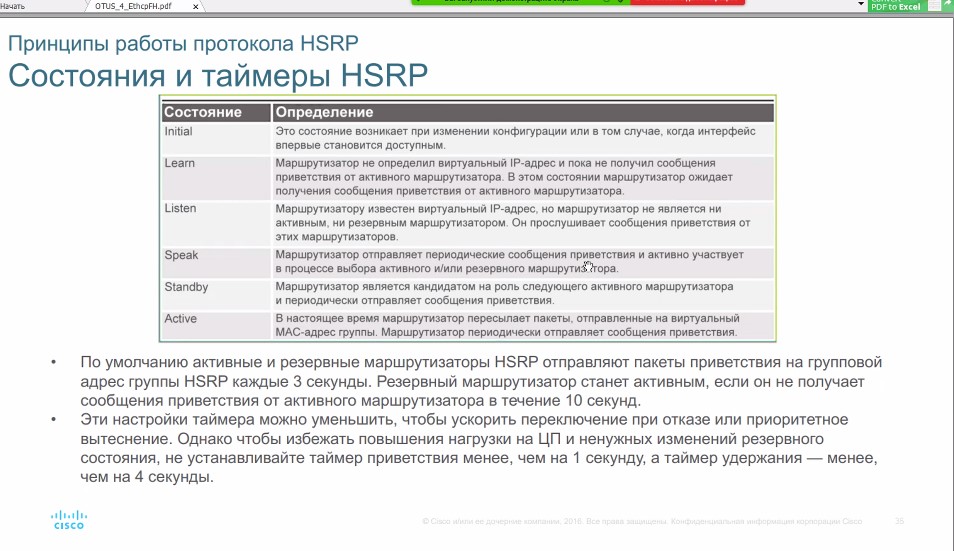 Начать
OTUS_4_EthcpFH.pdf
PDF to Excel
Принципы работы протокола HSRP
Состояния и таймеры HSRP
Состояние Определение
Initial Это состояние возникает при изменении конфигурации или в том случае, когда интерфейс
впервые становится доступным.
Learn Маршрутизатор не определил виртуальный IP-адрес и пока не получил сообщения
приветствия от активного маршрутизатора. В этом состоянии маршрутизатор ожидает
получения сообщения приветствия от активного маршрутизатора.
Listen Маршрутизатору известен виртуальный IP-адрес, но маршрутизатор не является ни
активным, ни резервным маршрутизатором. Он прослушивает сообщения приветствия от
этих маршрутизаторов.
Speak Маршрутизатор отправляет периодические сообщения приветствия и активно участвует
в процессе выбора активного и/или резервного маршрутизатора.
Standby Маршрутизатор является кандидатом на роль следующего активного маршрутизатора
и периодически отправляет сообщения приветствия.
Active В настоящее время маршрутизатор пересылает пакеты, отправленные на виртуальный
MAC-адрес группы. Маршрутизатор периодически отправляет сообщения приветствия.
• По умолчанию активные и резервные маршрутизаторы HSRP отправляют пакеты приветствия на групповой
адрес группы HSRP каждые 3 секунды. Резервный маршрутизатор станет активным, если он не получает
сообщения приветствия от активного маршрутизатора в течение 10 секунд.
• Эти настройки таймера можно уменьшить, чтобы ускорить переключение при отказе или приоритетное
вытеснение. Однако чтобы избежать повышения нагрузки на ЦП и ненужных изменений резервного
состояния, не устанавливайте таймер приветствия менее, чем на 1 секунду, а таймер удержания — менее,
чем на 4 секунды.
CISCO
© Cisco и/или ее дочерние компании, 2016. Все права защищены. Конфиденциальная информация корпорации Cisco
35